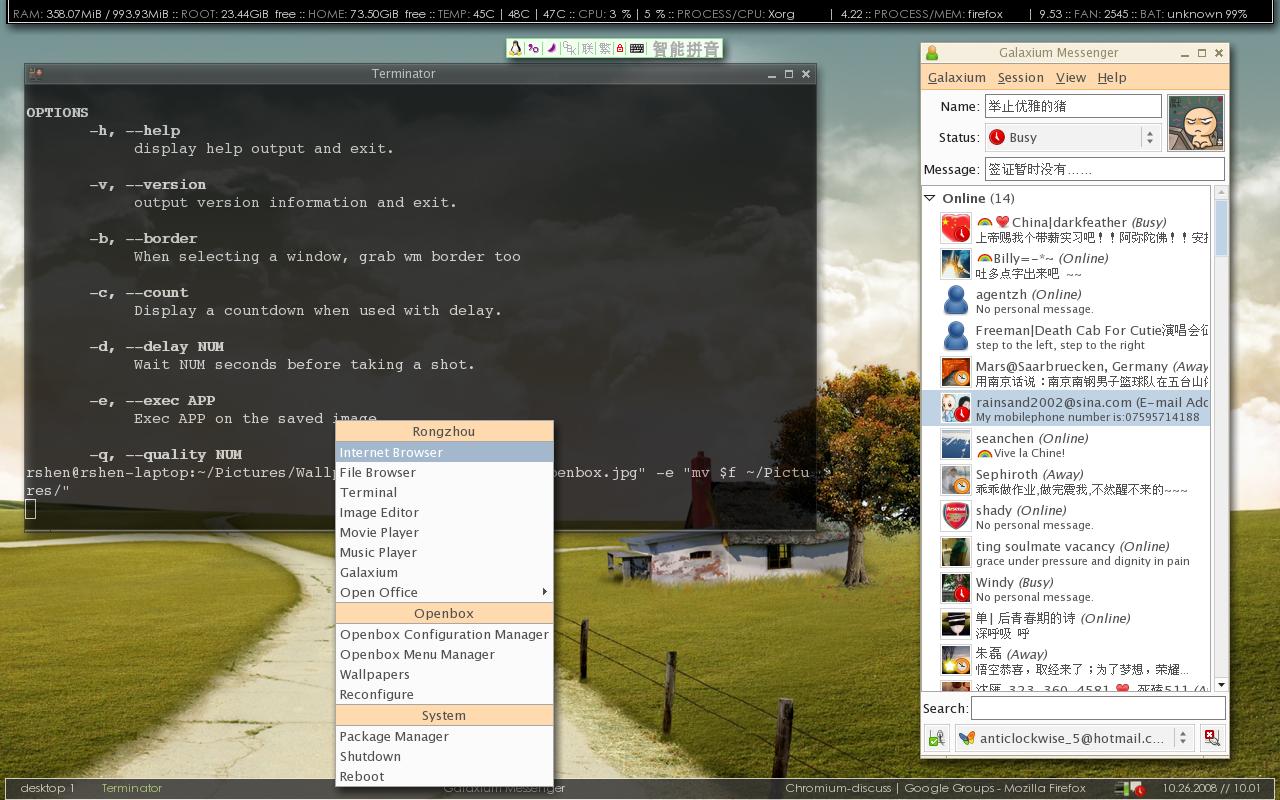 RAM: 358.07MiB / 993.93MiB :: ROOT: 23.44GiB free :: HOME: 73.50GiB free :: TEMP: 45C | 48C | 47C :: CPU: 3 % | 5 % :: PROCESS/CPU: Xorg | 4.22 :: PROCESS/MEM: firefox | 9.53 :: FAN: 2545 :: BAT: unknown 99%
联 繁 智能拼音
Terminator
OPTIONS
-h, --help
display help output and exit.
-v, --version
output version information and exit.
-b, --border
When selecting a window, grab wm border too
-c, --count
Display a countdown when used with delay.
-d, --delay NUM
Wait NUM seconds before taking a shot.
-e, --exec APP
Exec APP on the saved image.
-q, --quality NUM
rshen@rshen-laptop:~/Pictures/Wallp penbox.jpg" -e "mv $f ~/Pictu
res/"
Rongzhou
Internet Browser
File Browser
Terminal
Image Editor
Movie Player
Music Player
Galaxium
Open Office
Openbox
Openbox Configuration Manager
Openbox Menu Manager
Wallpapers
Reconfigure
System
Package Manager
Shutdown
Reboot
Galaxium Messenger
Galaxium Session View Help
Name: 举止优雅的猪
Status: Busy
Message: 签证暂时没有……
Online (14)
China|darkfeather (Busy)
上帝赐我个带薪实习吧！！阿弥陀佛！！安拉
Billy=-*~ (Online)
吐多点字出来吧 ~~
agentzh (Online)
No personal message.
Freeman|Death Cab For Cutie演唱会征
step to the left, step to the right
Mars@Saarbruecken, Germany (Away
用南京话说：南京南钢男子篮球队在五台山体
rainsand2002@sina.com (E-mail Add
My mobilephone number is:07595714188
seanchen (Online)
Vive la Chine!
Sephiroth (Away)
乖乖做作业,做完震我,不然醒不来的~~~
shady (Online)
No personal message.
ting soulmate vacancy (Online)
grace under pressure and dignity in pain
Windy (Busy)
No personal message.
单| 后青春期的诗 (Online)
深呼吸 呼
朱磊 (Away)
悟空恭喜，取经来了；为了梦想，荣耀...
323 360 4581 511 (A
Search:
anticlockwise_5@hotmail.c...
desktop 1 Terminator Galaxium Messenger Chromium-discuss | Google Groups - Mozilla Firefox 10.26.2008 // 10.01